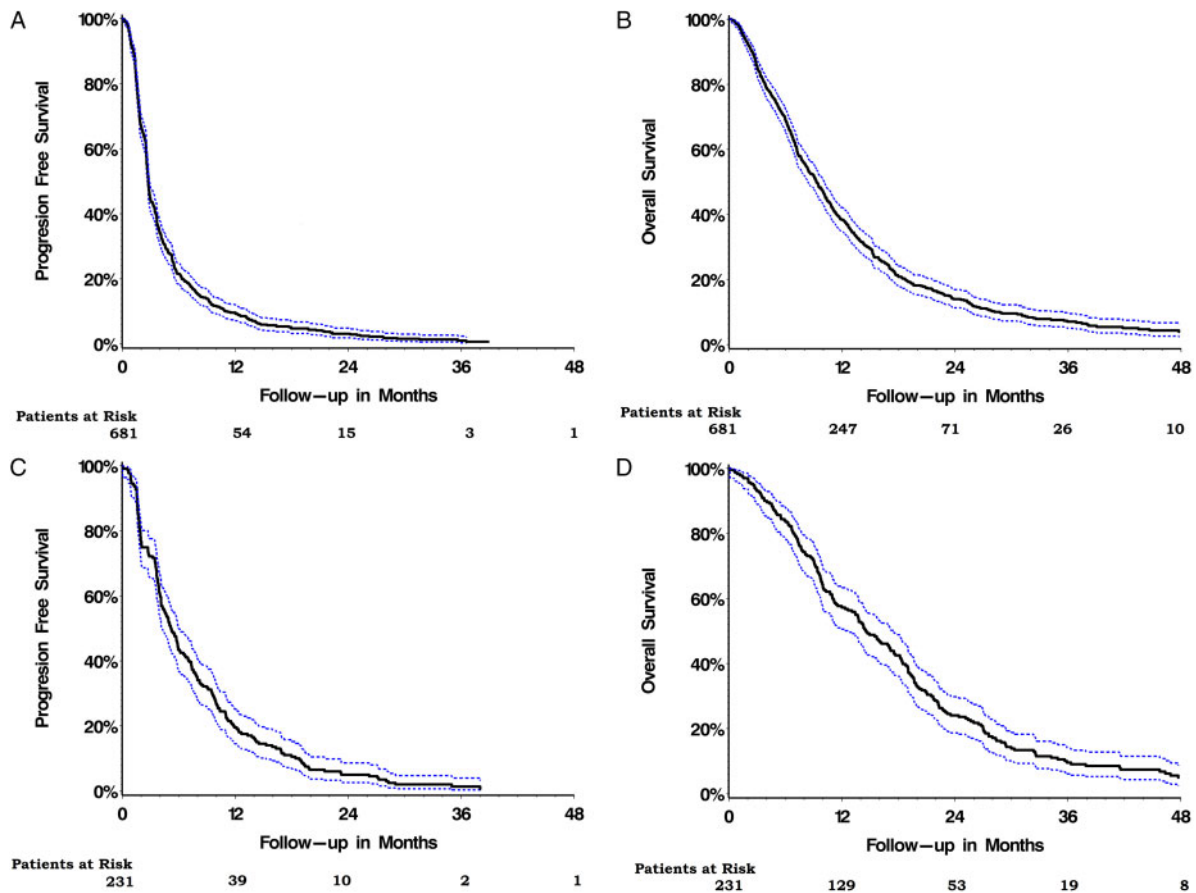 A
100%
80%
60%
40%
20%
0%
Progresion Free Survival
0 12 24 36 48
Follow-up in Months
Patients at Risk
681 54 15 3 1
B
100%
80%
60%
40%
20%
0%
Overall Survival
0 12 24 36 48
Follow-up in Months
Patients at Risk
681 247 71 26 10
C
100%
80%
60%
40%
20%
0%
Progresion Free Survival
0 12 24 36 48
Follow-up in Months
Patients at Risk
231 39 10 2 1
D
100%
80%
60%
40%
20%
0%
Overall Survival
0 12 24 36 48
Follow-up in Months
Patients at Risk
231 129 53 19 8